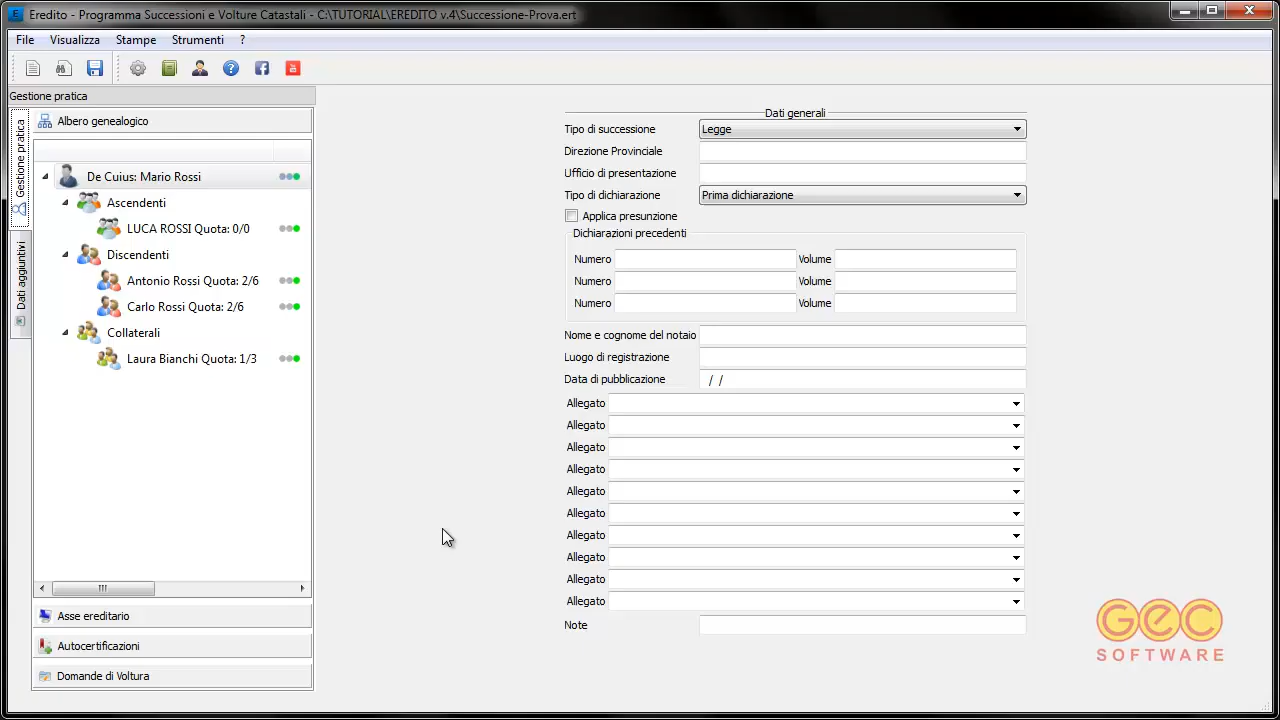 Eredito - Programma Successioni e Volture Catastali - C:\TUTORIAL\EREDITO v.4\Successione-Prova.ert
File Visualizza Stampe Strumenti ?
Gestione pratica
Gestione pratica
Dati aggiuntivi
Albero genealogico
De Cuius: Mario Rossi
Ascendenti
LUCA ROSSI Quota: 0/0
Discendenti
Antonio Rossi Quota: 2/6
Carlo Rossi Quota: 2/6
Collaterali
Laura Bianchi Quota: 1/3
Asse ereditario
Autocertificazioni
Domande di Voltura
Dati generali
Tipo di successione Legge
Direzione Provinciale
Ufficio di presentazione
Tipo di dichiarazione Prima dichiarazione
Applica presunzione
Dichiarazioni precedenti
Numero Volume
Numero Volume
Numero Volume
Nome e cognome del notaio
Luogo di registrazione
Data di pubblicazione / /
Allegato
Allegato
Allegato
Allegato
Allegato
Allegato
Allegato
Allegato
Allegato
Allegato
Note
GEC
SOFTWARE